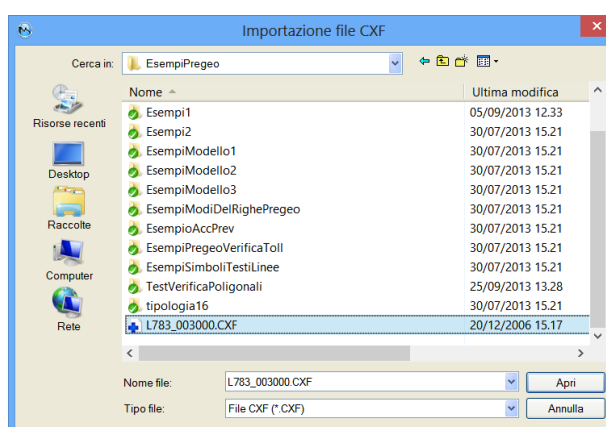 Importazione file CXF
Cerca in: EsempiPregeo
Nome Ultima modifica
Esempi1 05/09/2013 12.33
Esempi2 30/07/2013 15.21
EsempiModello1 30/07/2013 15.21
EsempiModello2 30/07/2013 15.21
EsempiModello3 30/07/2013 15.21
EsempiModiDelRighePregeo 30/07/2013 15.21
EsempioAccPrev 30/07/2013 15.21
EsempiPregeoVerificaToll 30/07/2013 15.21
EsempiSimboliTestiLinee 30/07/2013 15.21
TestVerificaPoligonali 25/09/2013 13.28
tipologia16 30/07/2013 15.21
L783_003000.CXF 20/12/2006 15.17
Risorse recenti
Desktop
Raccolte
Computer
Rete
Nome file: L783_003000.CXF Apri
Tipo file: File CXF (*.CXF) Annulla